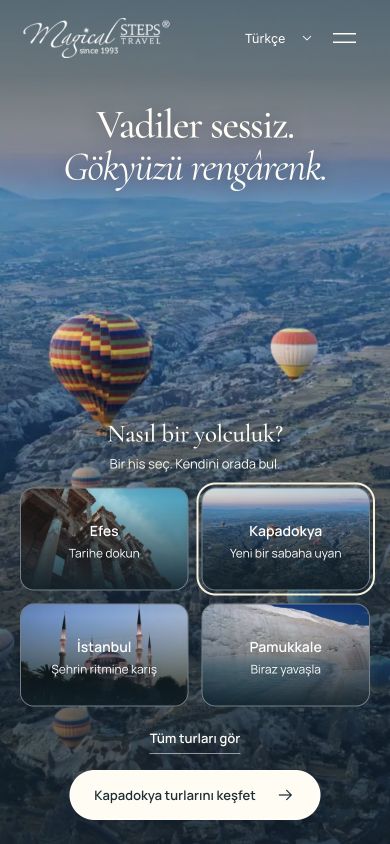 Magical STEPS®
TRAVEL
since 1993
Türkçe
Vadiler sessiz.
Gökyüzü rengârenk.
Nasıl bir yolculuk?
Bir his seç. Kendini orada bul.
Efes
Tarihe dokun
Kapadokya
Yeni bir sabaha uyan
İstanbul
Şehrin ritmine karış
Pamukkale
Biraz yavaşla
Tüm turları gör
Kapadokya turlarını keşfet